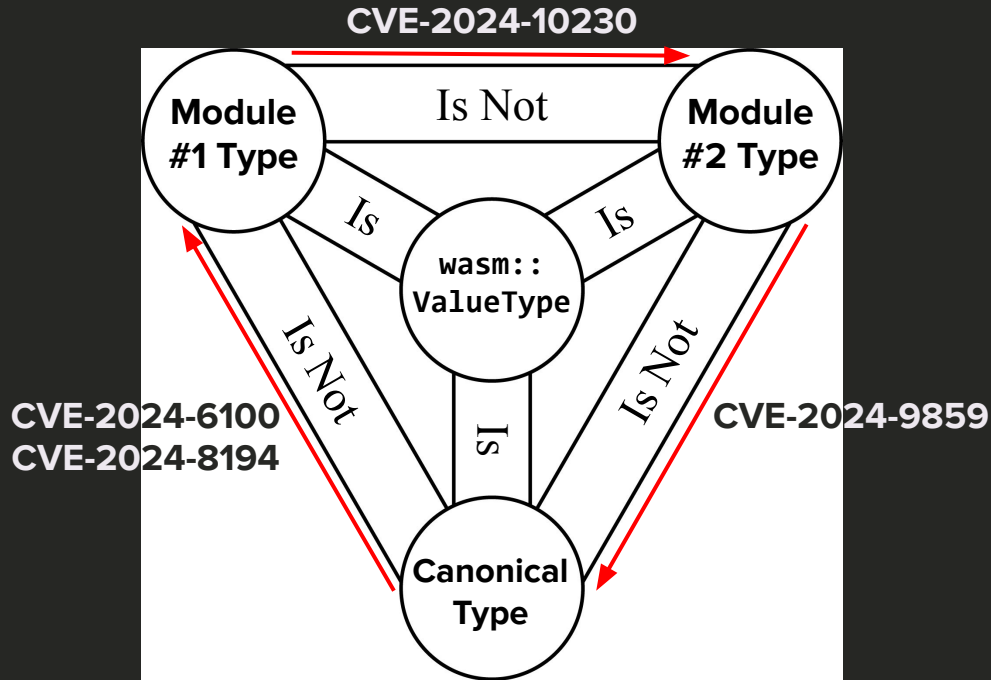 CVE-2024-10230
Module
#1 Type
Is Not
Module
#2 Type
Is
Is
wasm::
ValueType
Is Not
Is Not
CVE-2024-6100
CVE-2024-8194
Is
CVE-2024-9859
Canonical
Type